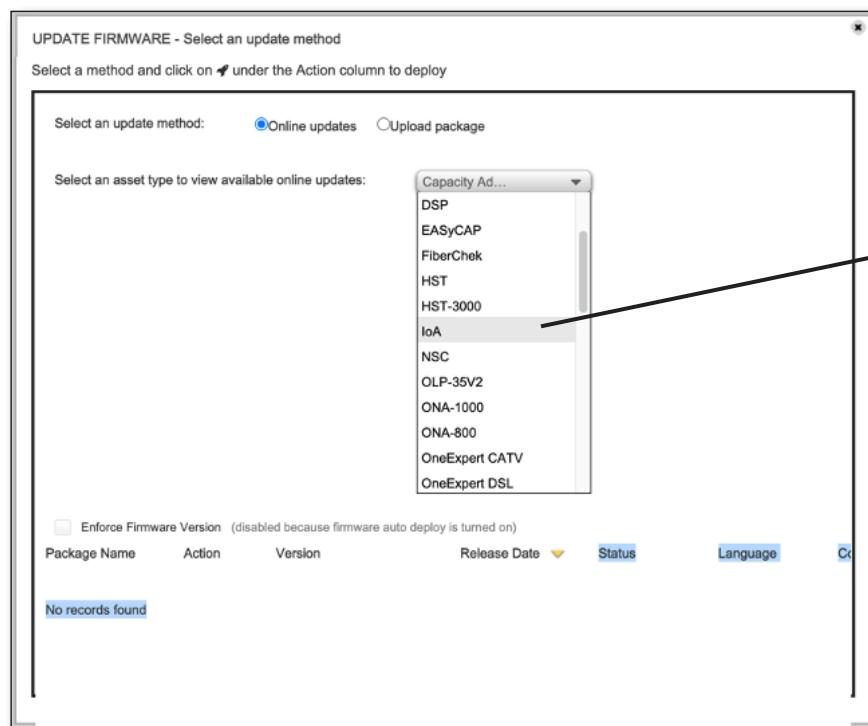 UPDATE FIRMWARE - Select an update method
Select a method and click on under the Action column to deploy
Select an update method: Online updates Upload package
Select an asset type to view available online updates: Capacity Ad...
DSP
EASyCAP
FiberChek
HST
HST-3000
IoA
NSC
OLP-35V2
ONA-1000
ONA-800
OneExpert CATV
OneExpert DSL
Enforce Firmware Version (disabled because firmware auto deploy is turned on)
Package Name Action Version Release Date Status Language Co
No records found